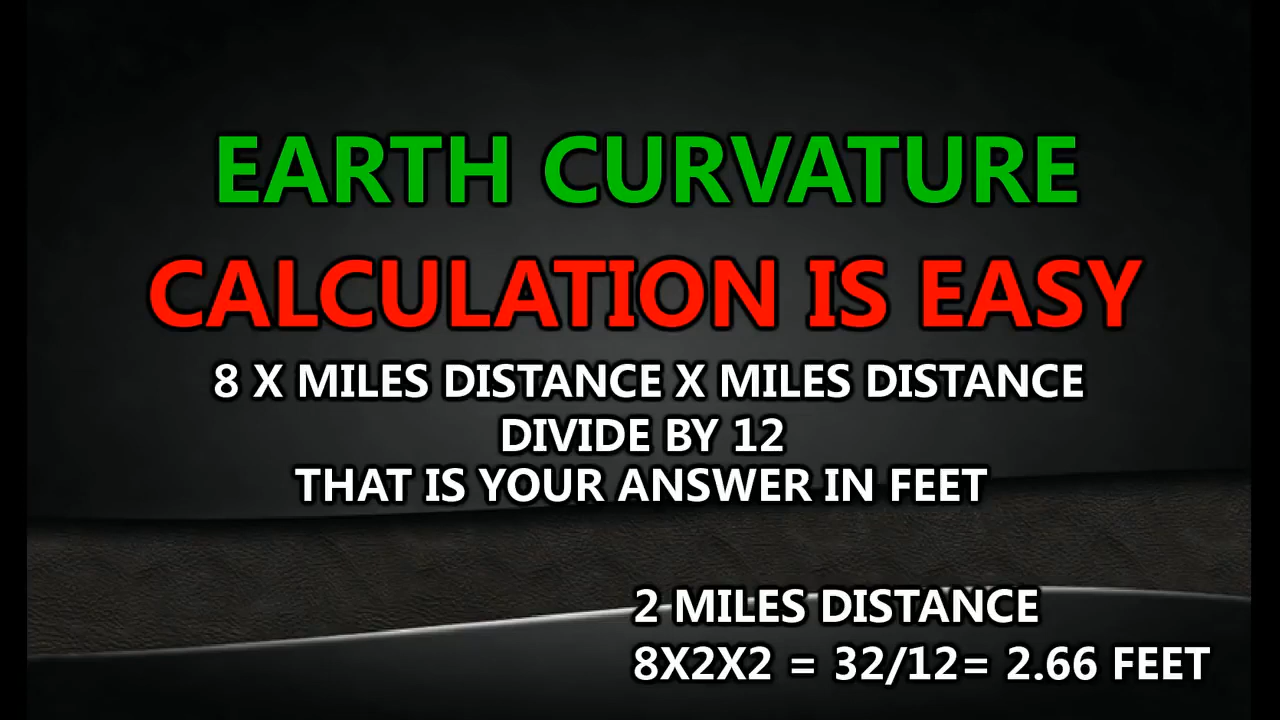 EARTH CURVATURE
CALCULATION IS EASY
8 X MILES DISTANCE X MILES DISTANCE
DIVIDE BY 12
THAT IS YOUR ANSWER IN FEET
2 MILES DISTANCE
8X2X2 = 32/12= 2.66 FEET